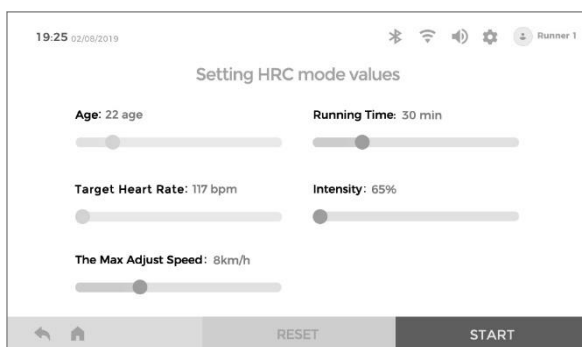 19:25 02/08/2019 Runner 1
Setting HRC mode values
Age: 22 age Running Time: 30 min
Target Heart Rate: 117 bpm Intensity: 65%
The Max Adjust Speed: 8km/h
RESET START